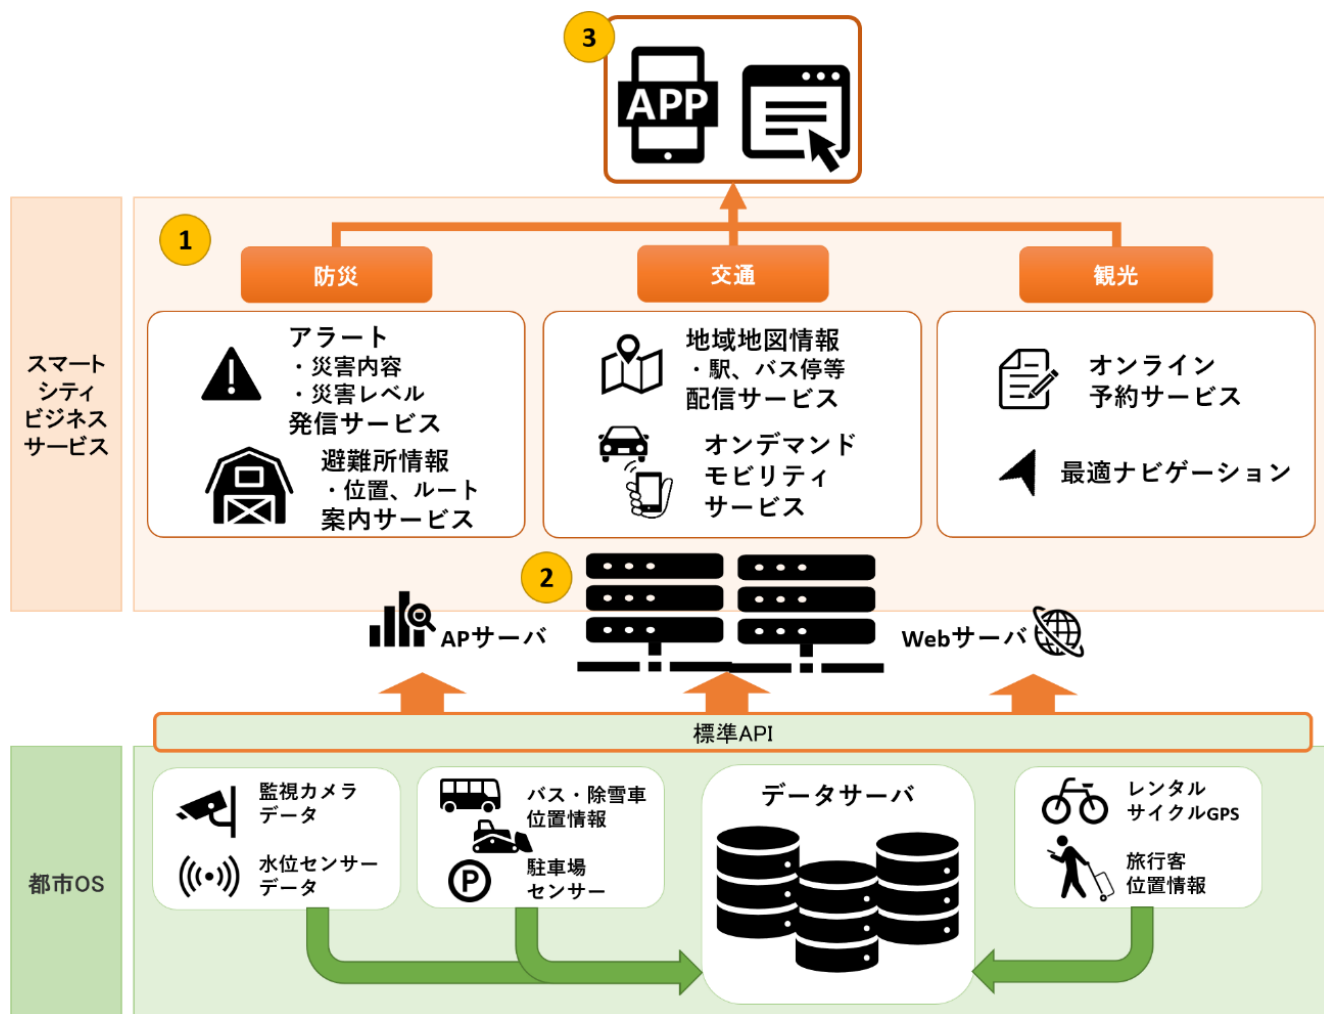 3
APP
1
防災
交通
観光
スマート
シティ
ビジネス
サービス
アラート
・災害内容
・災害レベル
発信サービス
避難所情報
・位置、ルート
案内サービス
地域地図情報
・駅、バス停等
配信サービス
オンデマンド
モビリティ
サービス
オンライン
予約サービス
最適ナビゲーション
2
APサーバ
Webサーバ
標準API
都市OS
監視カメラ
データ
水位センサー
データ
バス・除雪車
位置情報
P
駐車場
センサー
データサーバ
レンタル
サイクルGPS
旅行客
位置情報